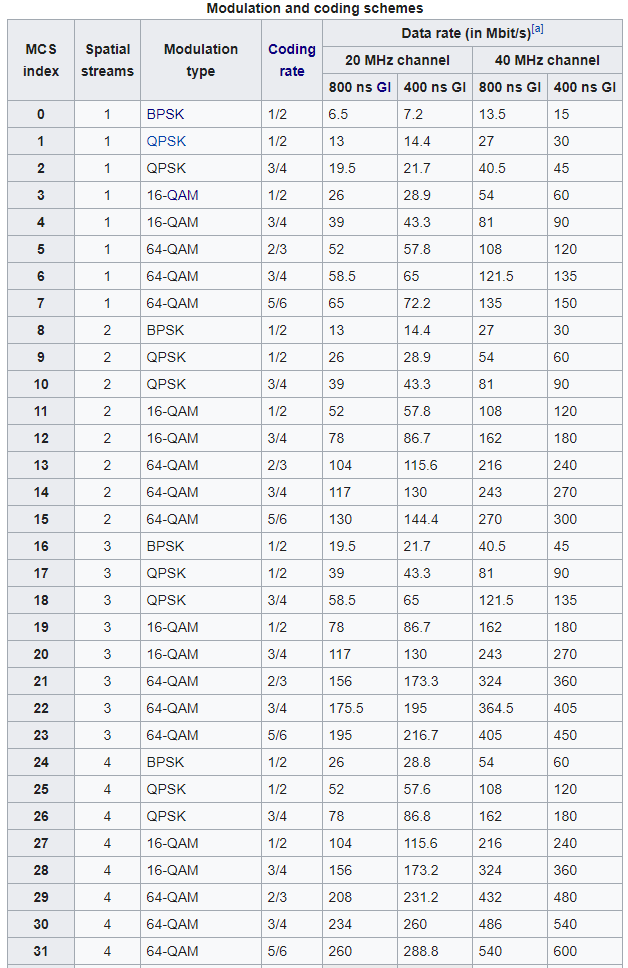 Modulation and coding schemes
MCS index Spatial streams Modulation type Coding rate Data rate (in Mbit/s)[a]
20 MHz channel 40 MHz channel
800 ns GI 400 ns GI 800 ns GI 400 ns GI
0 1 BPSK 1/2 6.5 7.2 13.5 15
1 1 QPSK 1/2 13 14.4 27 30
2 1 QPSK 3/4 19.5 21.7 40.5 45
3 1 16-QAM 1/2 26 28.9 54 60
4 1 16-QAM 3/4 39 43.3 81 90
5 1 64-QAM 2/3 52 57.8 108 120
6 1 64-QAM 3/4 58.5 65 121.5 135
7 1 64-QAM 5/6 65 72.2 135 150
8 2 BPSK 1/2 13 14.4 27 30
9 2 QPSK 1/2 26 28.9 54 60
10 2 QPSK 3/4 39 43.3 81 90
11 2 16-QAM 1/2 52 57.8 108 120
12 2 16-QAM 3/4 78 86.7 162 180
13 2 64-QAM 2/3 104 115.6 216 240
14 2 64-QAM 3/4 117 130 243 270
15 2 64-QAM 5/6 130 144.4 270 300
16 3 BPSK 1/2 19.5 21.7 40.5 45
17 3 QPSK 1/2 39 43.3 81 90
18 3 QPSK 3/4 58.5 65 121.5 135
19 3 16-QAM 1/2 78 86.7 162 180
20 3 16-QAM 3/4 117 130 243 270
21 3 64-QAM 2/3 156 173.3 324 360
22 3 64-QAM 3/4 175.5 195 364.5 405
23 3 64-QAM 5/6 195 216.7 405 450
24 4 BPSK 1/2 26 28.8 54 60
25 4 QPSK 1/2 52 57.6 108 120
26 4 QPSK 3/4 78 86.8 162 180
27 4 16-QAM 1/2 104 115.6 216 240
28 4 16-QAM 3/4 156 173.2 324 360
29 4 64-QAM 2/3 208 231.2 432 480
30 4 64-QAM 3/4 234 260 486 540
31 4 64-QAM 5/6 260 288.8 540 600